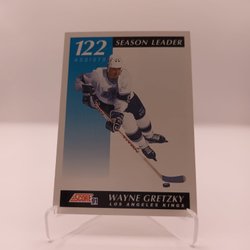 122
SEASON LEADER
ASSISTS
SCORE 91
WAYNE GRETZKY
LOS ANGELES KINGS